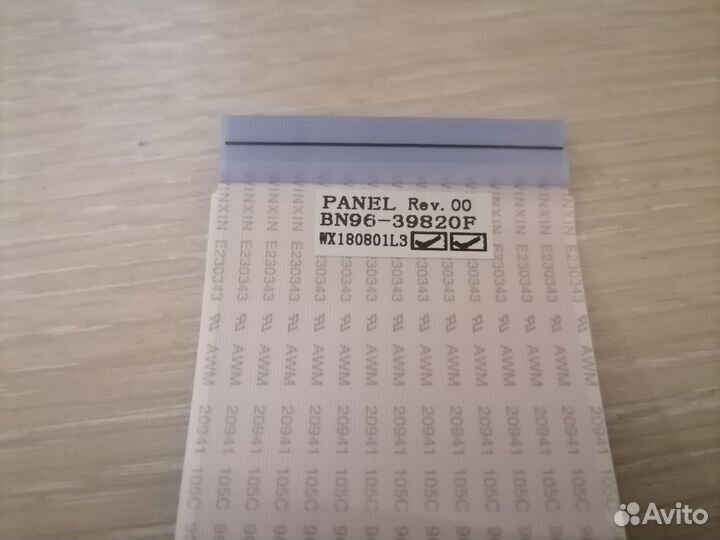 PANEL Rev. 00
BN96-39820F
WX180801L3
WINXIN E230343 AWM 20941 105C
Avito